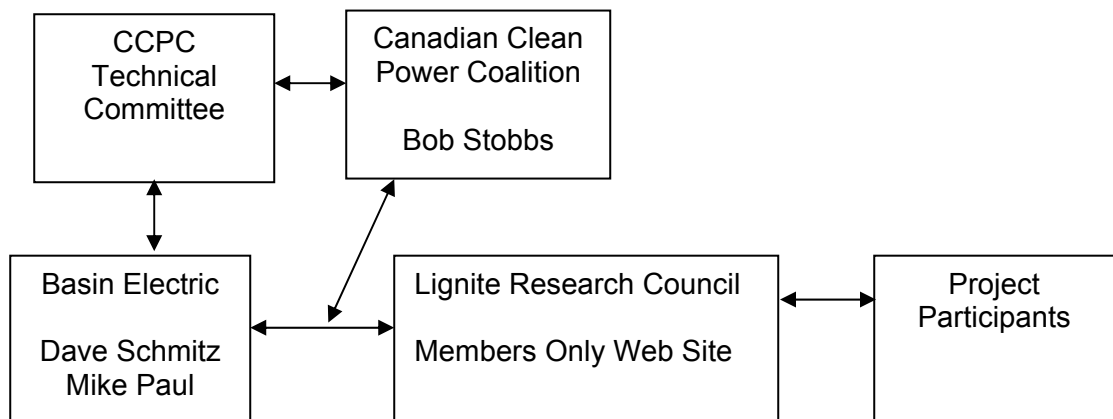 CCPC
Technical
Committee
Canadian Clean
Power Coalition
Bob Stobbs
Basin Electric
Dave Schmitz
Mike Paul
Lignite Research Council
Members Only Web Site
Project
Participants